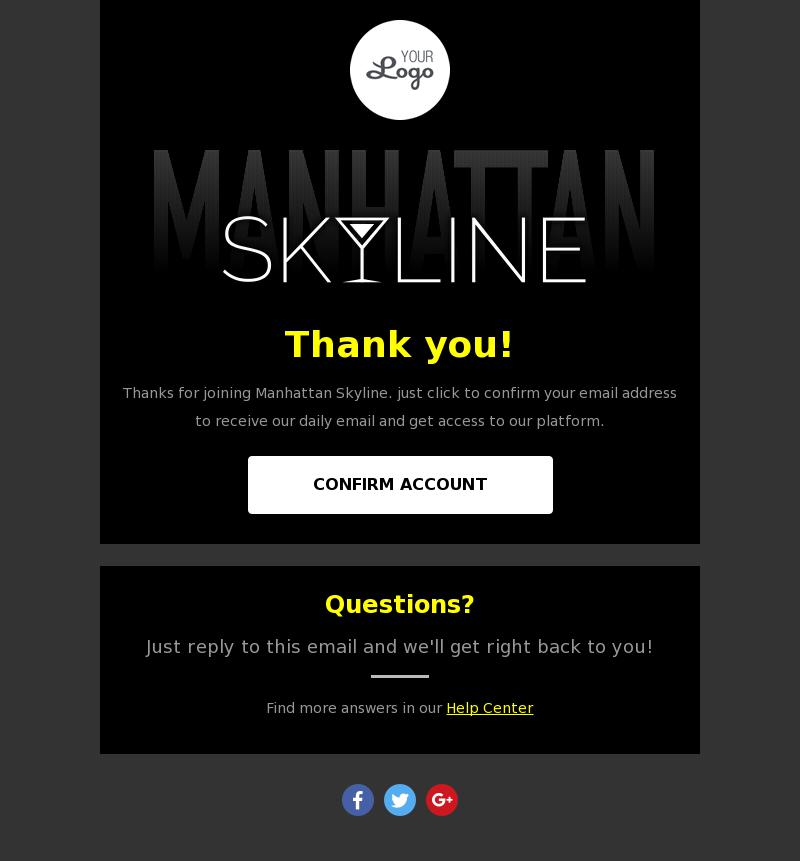 YOUR
Logo
MANHATTAN
SKYLINE
Thank you!
Thanks for joining Manhattan Skyline. just click to confirm your email address
to receive our daily email and get access to our platform.
CONFIRM ACCOUNT
Questions?
Just reply to this email and we'll get right back to you!
Find more answers in our Help Center
f
G+